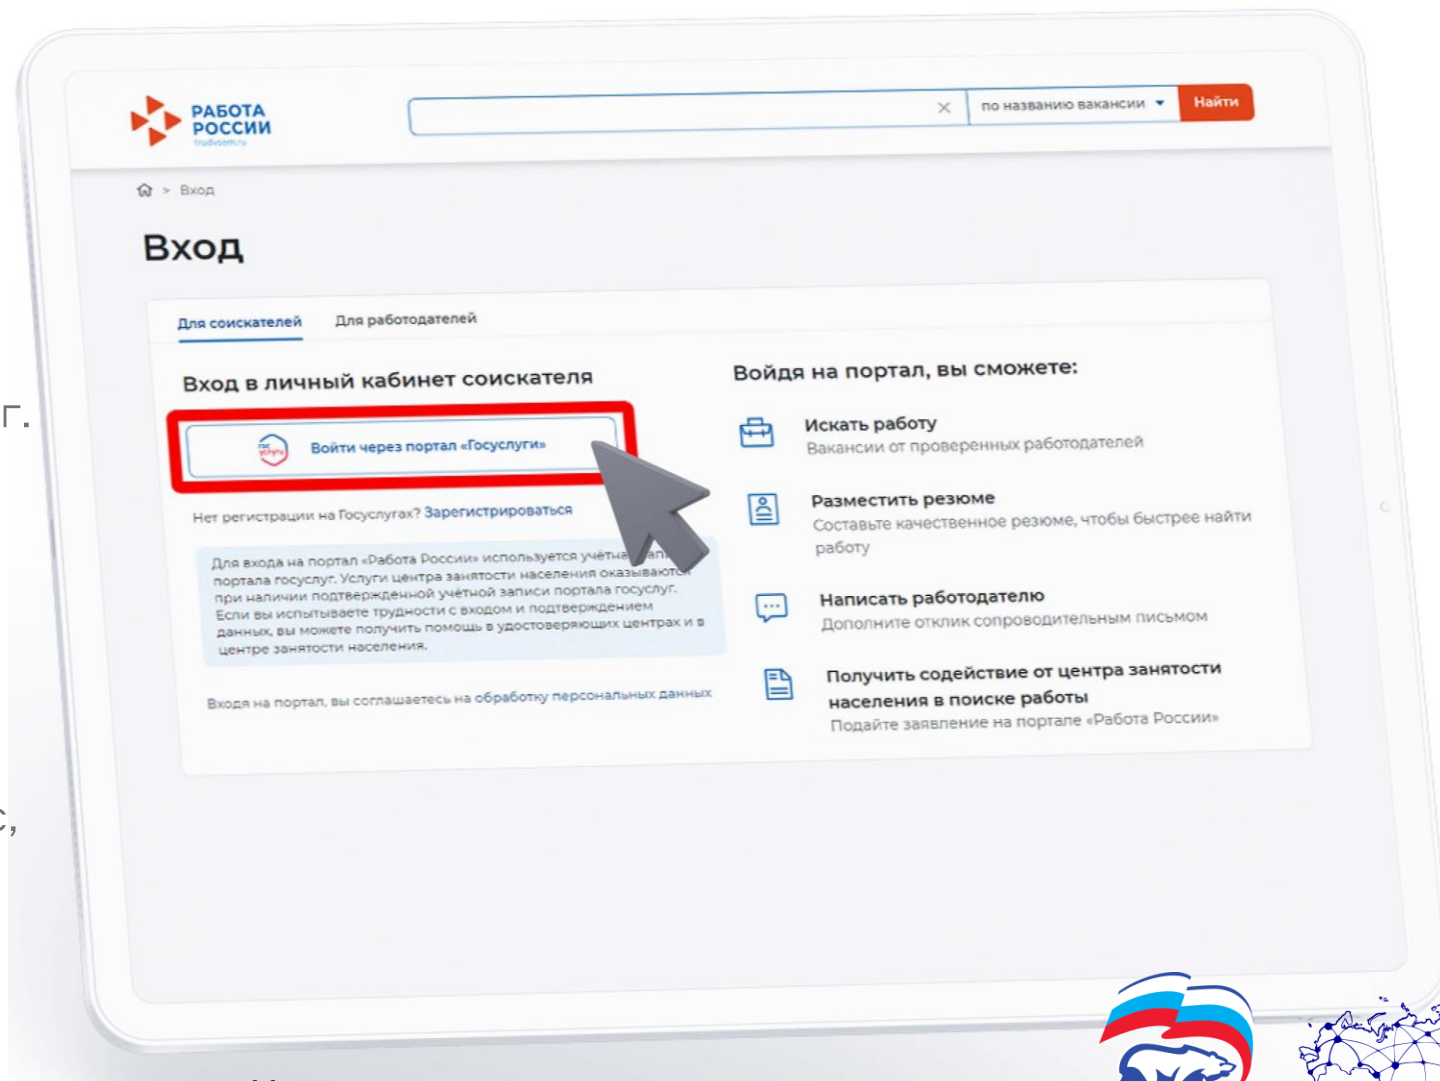 РАБОТА
РОССИИ
trudvsem.ru
по названию вакансии
Найти
> Вход
Вход
Для соискателей
Для работодателей
Вход в личный кабинет соискателя
гос
услуги
Войти через портал «Госуслуги»
Нет регистрации на Госуслугах? Зарегистрироваться
Для входа на портал «Работа России» используется
портала госуслуг. Услуги центра занятости населения оказываются
при наличии подтвержденной учётной записи портала госуслуг.
Если вы испытываете трудности с входом и подтверждением
данных, вы можете получить помощь в удостоверяющих центрах и в
центре занятости населения.
Входя на портал, вы соглашаетесь на обработку персональных данных
Войдя на портал, вы сможете:
Искать работу
Вакансии от проверенных работодателей
Разместить резюме
Составьте качественное резюме, чтобы быстрее найти
работу
Написать работодателю
Дополните отклик сопроводительным письмом
Получить содействие от центра занятости
населения в поиске работы
Подайте заявление на портале «Работа России»
г.
с,